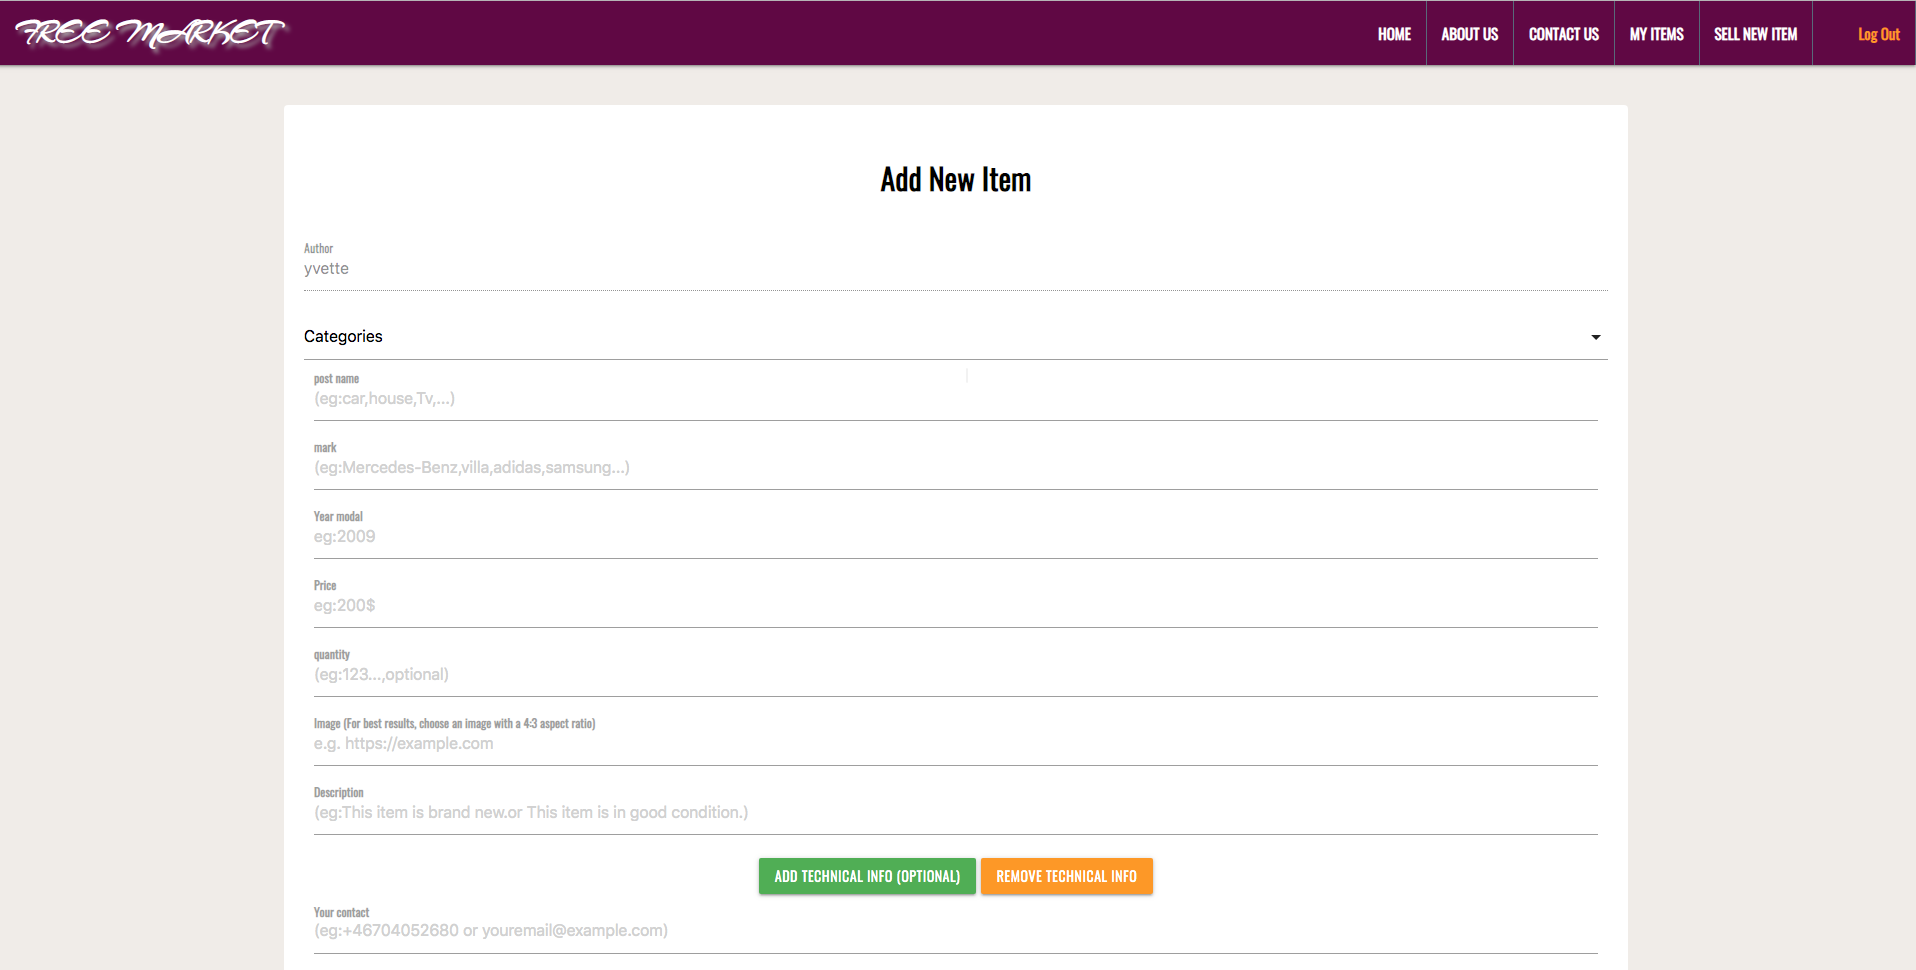 FREE MARKET
HOME ABOUT US CONTACT US MY ITEMS SELL NEW ITEM Log Out
Add New Item
Author
yvette
Categories
post name
(eg:car,house,Tv,...)
mark
(eg:Mercedes-Benz,villa,adidas,samsung...)
Year modal
eg:2009
Price
eg:200$
quantity
(eg:123...,optional)
Image (For best results, choose an image with a 4:3 aspect ratio)
e.g. https://example.com
Description
(eg:This item is brand new.or This item is in good condition.)
ADD TECHNICAL INFO (OPTIONAL) REMOVE TECHNICAL INFO
Your contact
(eg:+46704052680 or youremail@example.com)